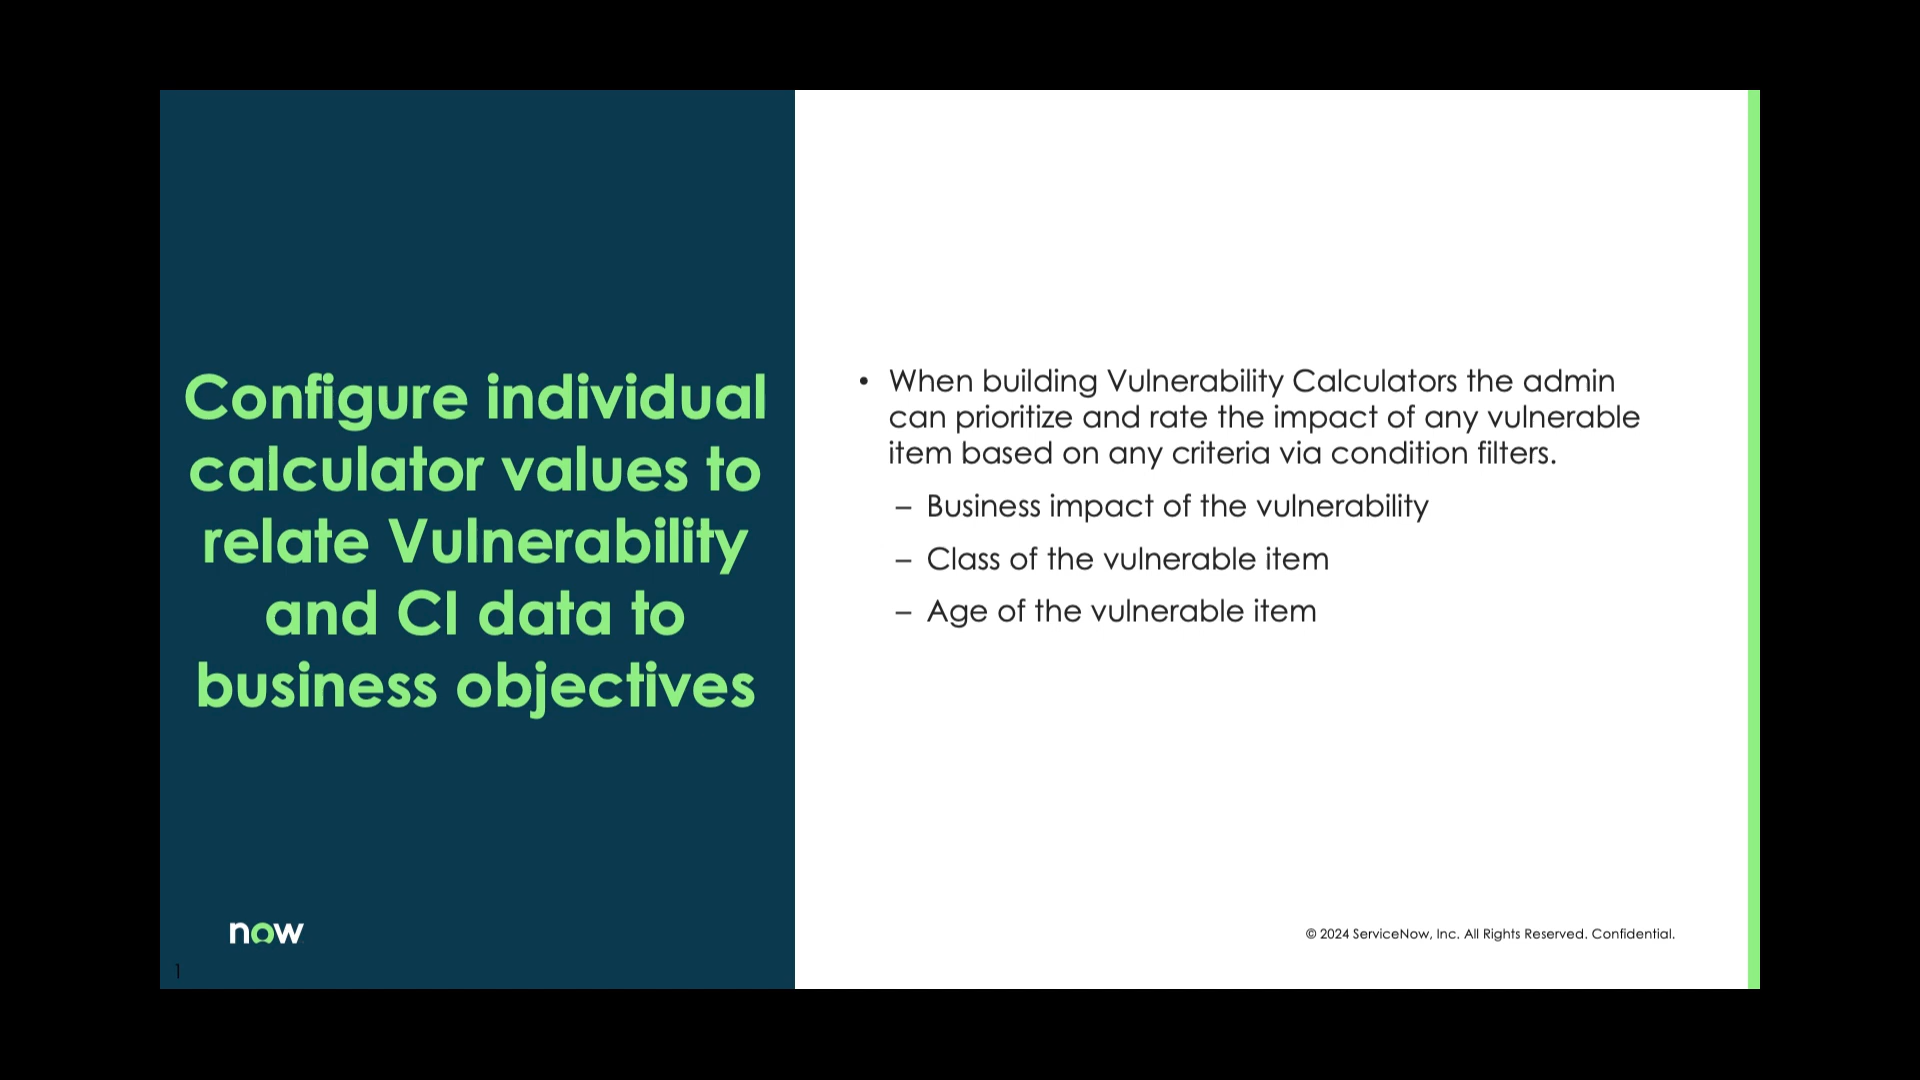 Configure individual
calculator values to
relate Vulnerability
and CI data to
business objectives
• When building Vulnerability Calculators the admin
can prioritize and rate the impact of any vulnerable
item based on any criteria via condition filters.
– Business impact of the vulnerability
– Class of the vulnerable item
– Age of the vulnerable item
now
© 2024 ServiceNow, Inc. All Rights Reserved. Confidential.
1